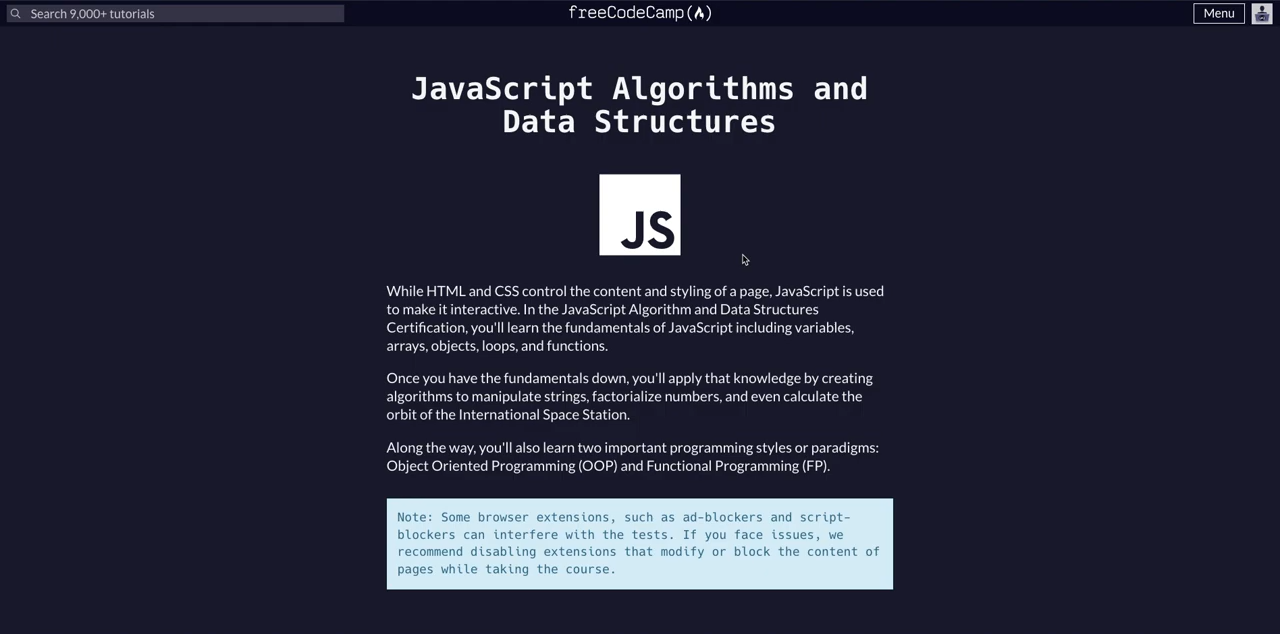 Search 9,000+ tutorials
freeCodeCamp
Menu
JavaScript Algorithms and
Data Structures
JS
While HTML and CSS control the content and styling of a page, JavaScript is used
to make it interactive. In the JavaScript Algorithm and Data Structures
Certification, you'll learn the fundamentals of JavaScript including variables,
arrays, objects, loops, and functions.
Once you have the fundamentals down, you'll apply that knowledge by creating
algorithms to manipulate strings, factorialize numbers, and even calculate the
orbit of the International Space Station.
Along the way, you'll also learn two important programming styles or paradigms:
Object Oriented Programming (OOP) and Functional Programming (FP).
Note: Some browser extensions, such as ad-blockers and script-
blockers can interfere with the tests. If you face issues, we
recommend disabling extensions that modify or block the content of
pages while taking the course.